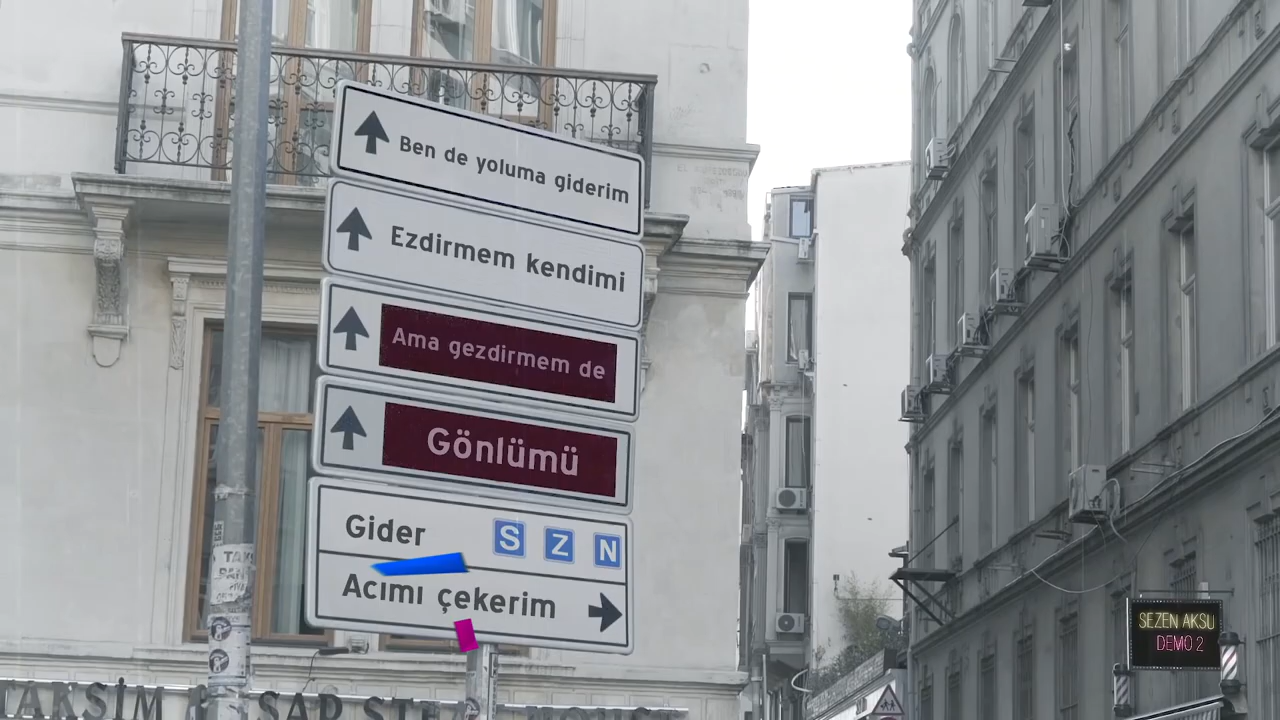 Ben de yoluma giderim
Ezdirmem kendimi
Ama gezdirmem de
Gönlümü
Gider
S Z N
Acımı çekerim
SEZEN AKSU
DEMO 2
TAKSİM